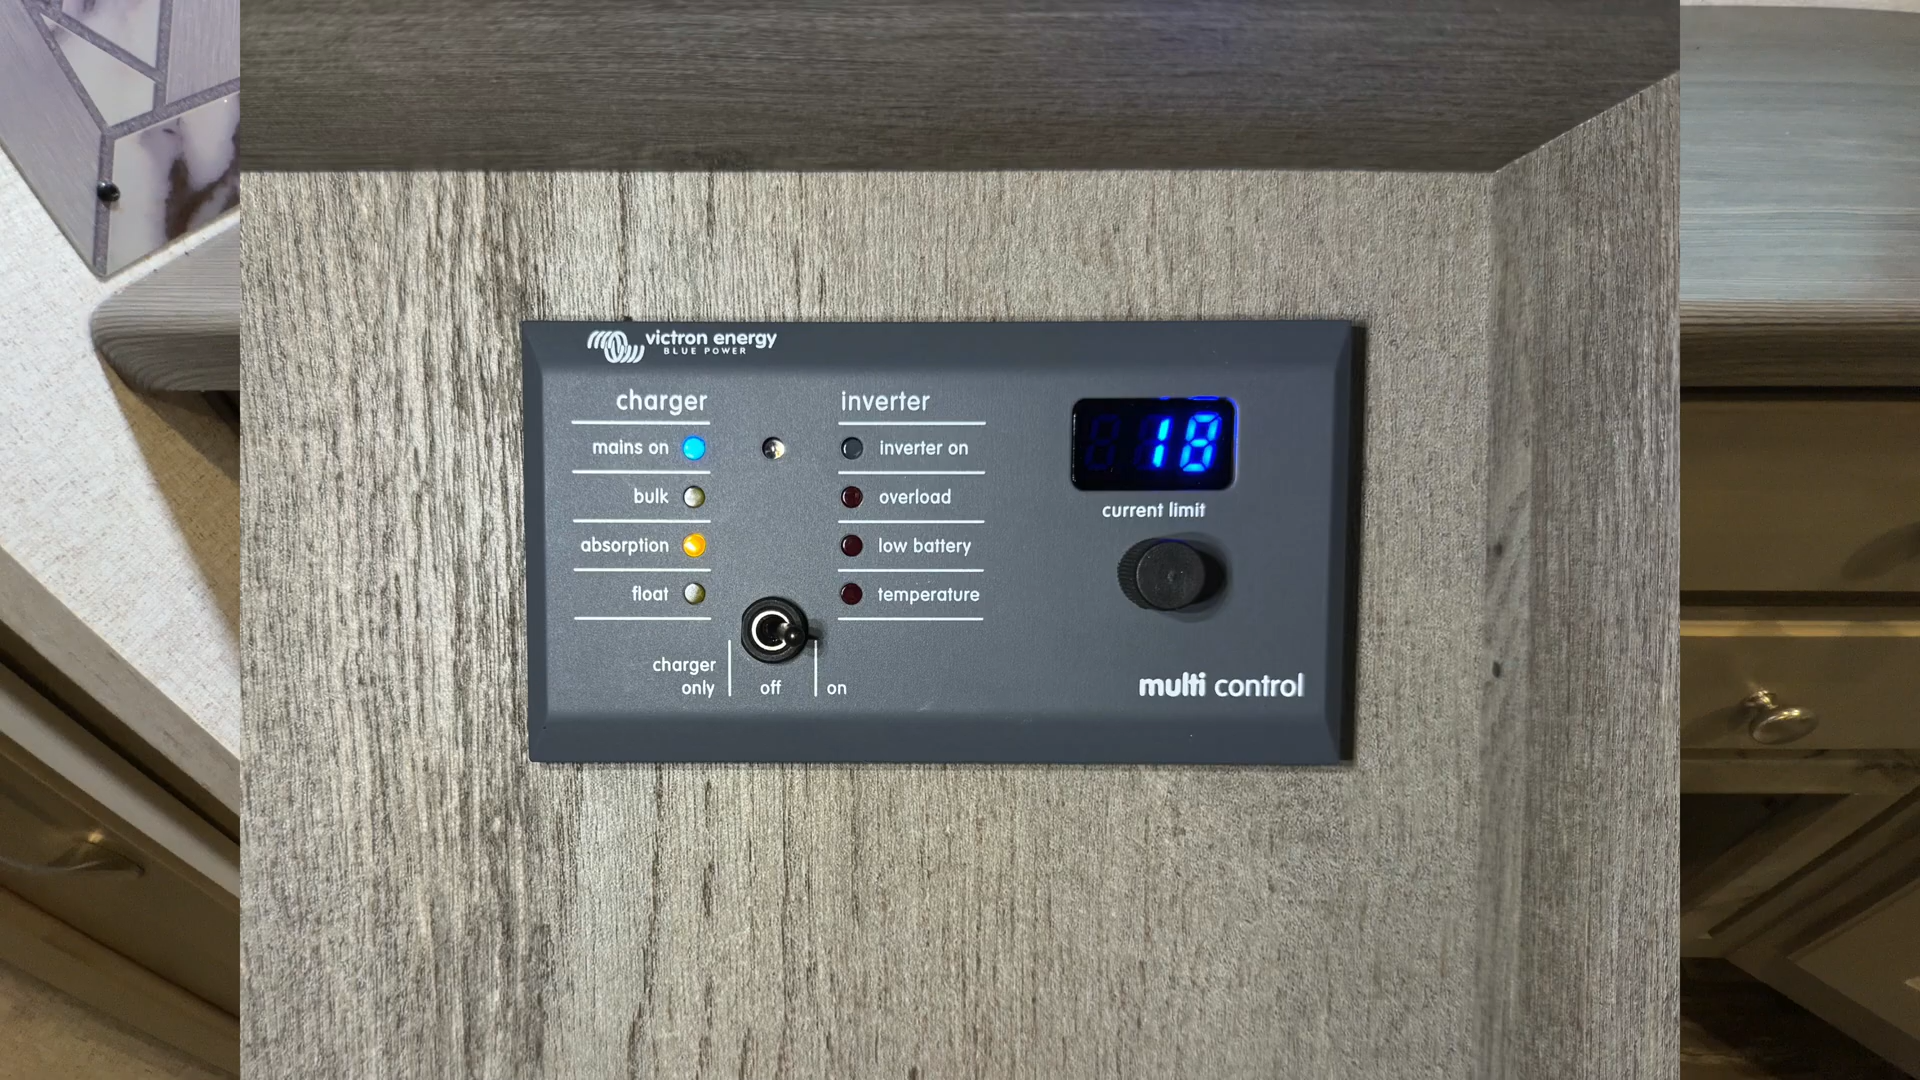 victron energy
BLUE POWER
charger
mains on
bulk
absorption
float
inverter
inverter on
overload
low battery
temperature
18
current limit
charger
only
off
on
multi control